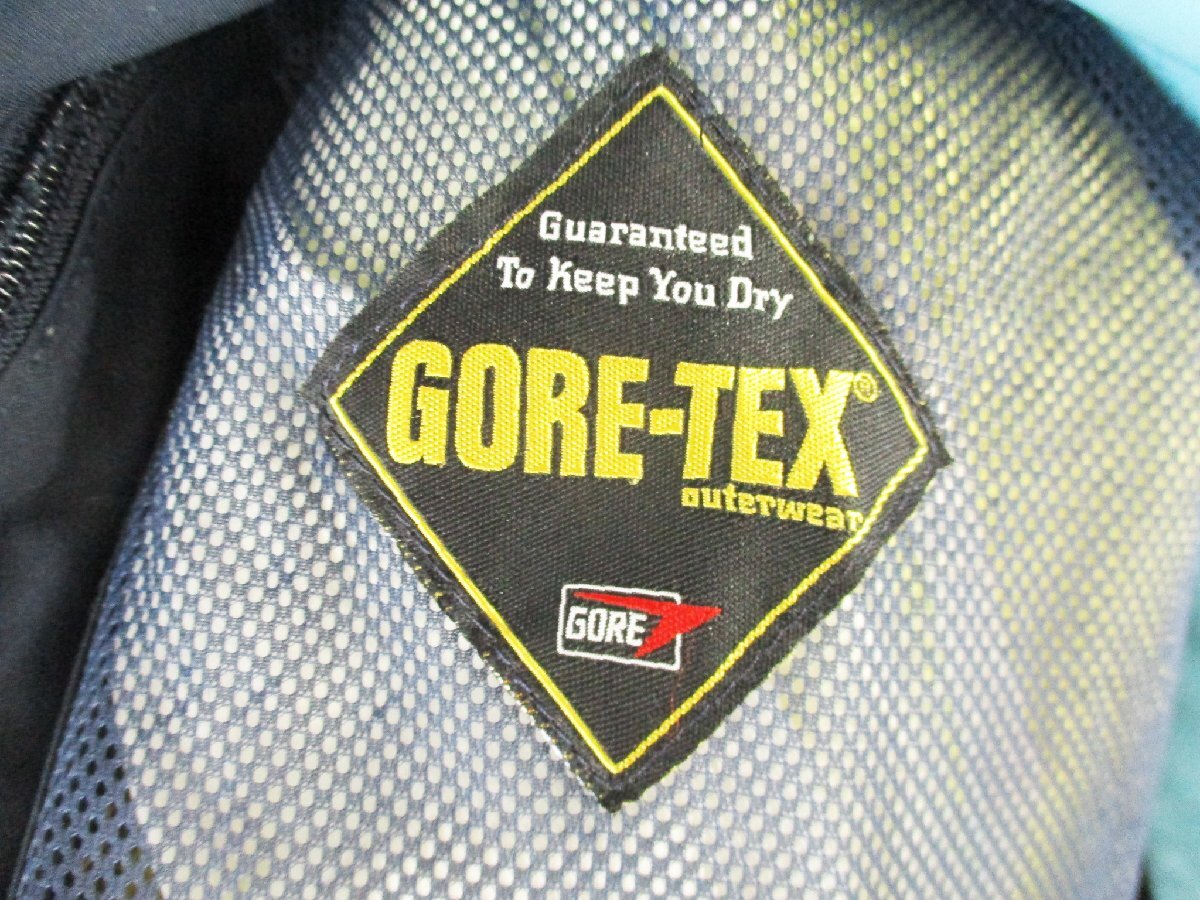 Guaranteed
To Keep You Dry
GORE-TEX®
outerwear
GORE